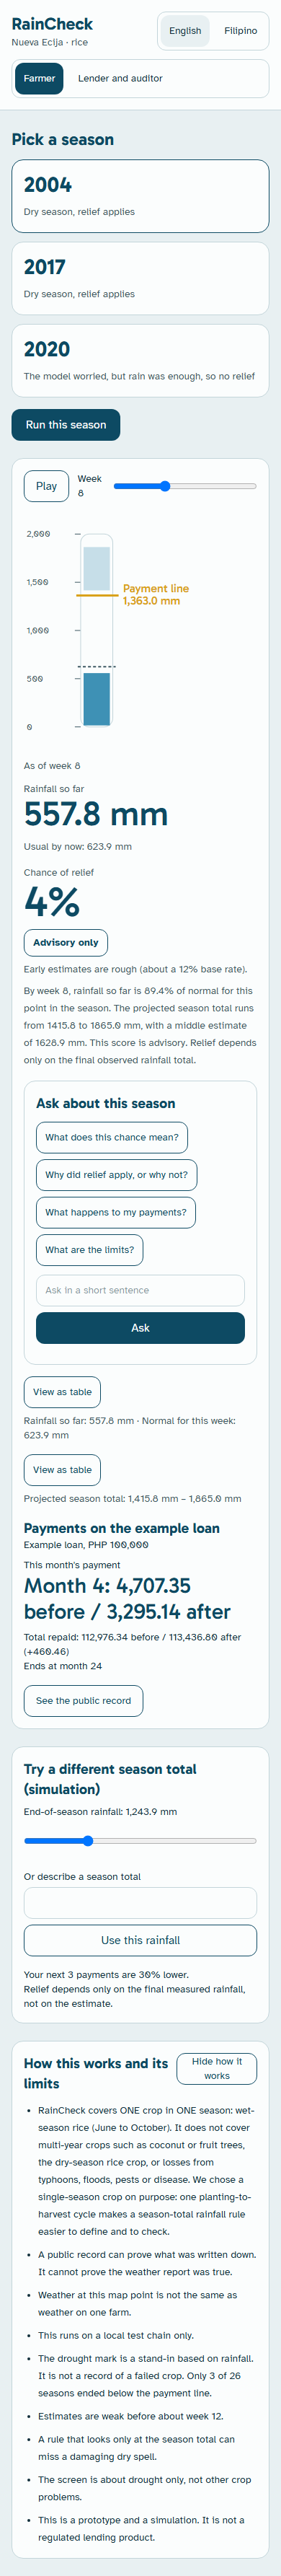 RainCheck
Nueva Ecija · rice
English
Filipino
Farmer
Lender and auditor
Pick a season
2004
Dry season, relief applies
2017
Dry season, relief applies
2020
The model worried, but rain was enough, so no relief
Run this season
Play
Week
8
2,000
1,500
Payment line
1,363.0 mm
1,000
500
0
As of week 8
Rainfall so far
557.8 mm
Usual by now: 623.9 mm
Chance of relief
4%
Advisory only
Early estimates are rough (about a 12% base rate).
By week 8, rainfall so far is 89.4% of normal for this
point in the season. The projected season total runs
from 1415.8 to 1865.0 mm, with a middle estimate
of 1628.9 mm. This score is advisory. Relief depends
only on the final observed rainfall total.
Ask about this season
What does this chance mean?
Why did relief apply, or why not?
What happens to my payments?
What are the limits?
Ask in a short sentence
Ask
View as table
Rainfall so far: 557.8 mm · Normal for this week:
623.9 mm
View as table
Projected season total: 1,415.8 mm – 1,865.0 mm
Payments on the example loan
Example loan, PHP 100,000
This month's payment
Month 4: 4,707.35
before / 3,295.14 after
Total repaid: 112,976.34 before / 113,436.80 after
(+460.46)
Ends at month 24
See the public record
Try a different season total
(simulation)
End-of-season rainfall: 1,243.9 mm
Or describe a season total
Use this rainfall
Your next 3 payments are 30% lower.
Relief depends only on the final measured rainfall,
not on the estimate.
How this works and its
limits
Hide how it
works
• RainCheck covers ONE crop in ONE season: wet-
season rice (June to October). It does not cover
multi-year crops such as coconut or fruit trees,
the dry-season rice crop, or losses from
typhoons, floods, pests or disease. We chose a
single-season crop on purpose: one planting-to-
harvest cycle makes a season-total rainfall rule
easier to define and to check.
• A public record can prove what was written down.
It cannot prove the weather report was true.
• Weather at this map point is not the same as
weather on one farm.
• This runs on a local test chain only.
• The drought mark is a stand-in based on rainfall.
It is not a record of a failed crop. Only 3 of 26
seasons ended below the payment line.
• Estimates are weak before about week 12.
• A rule that looks only at the season total can
miss a damaging dry spell.
• The screen is about drought only, not other crop
problems.
• This is a prototype and a simulation. It is not a
regulated lending product.